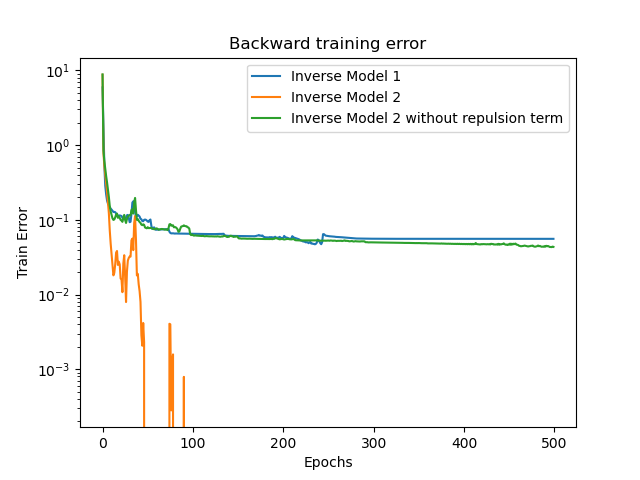 Backward training error
Inverse Model 1
Inverse Model 2
Inverse Model 2 without repulsion term
Train Error
10¹
10⁰
10⁻¹
10⁻²
10⁻³
0 100 200 300 400 500
Epochs